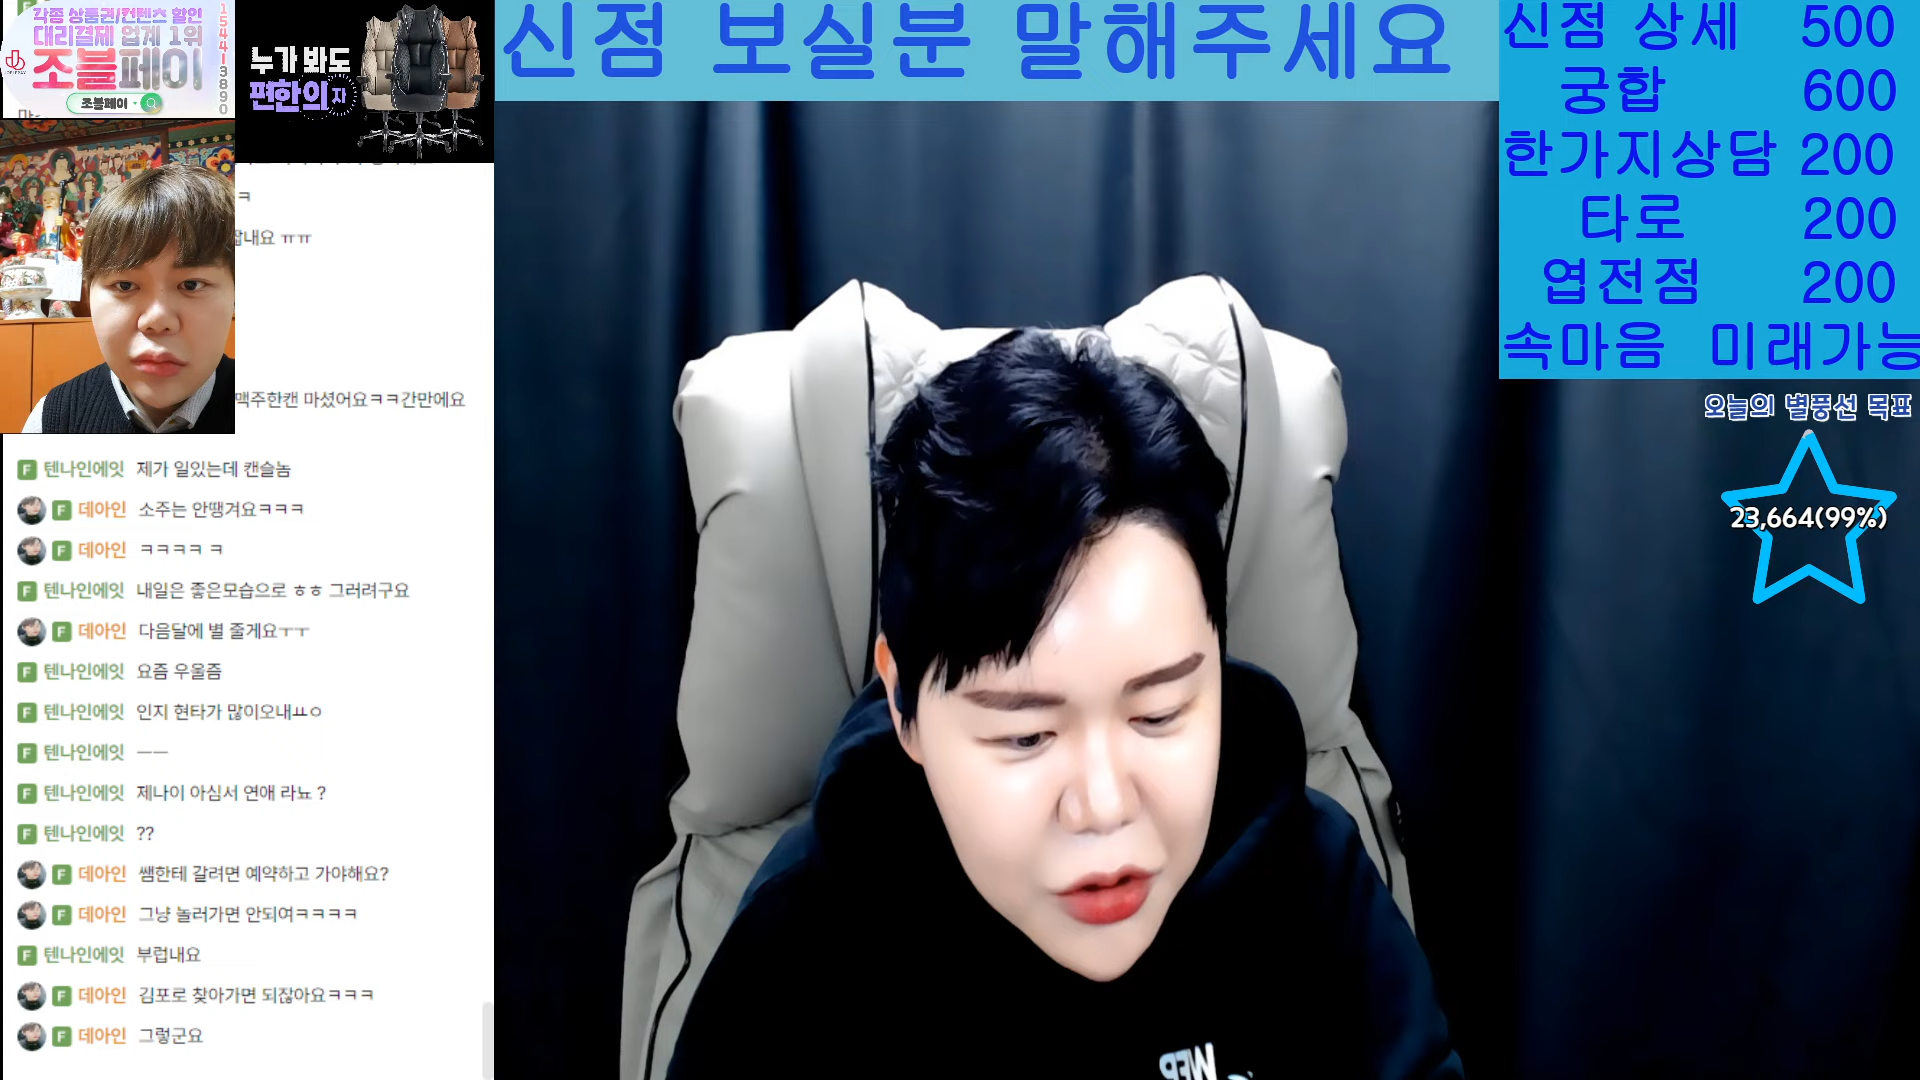 각종 상품권/컨텐츠 할인
대리결제 업계 1위
조블페이
조블페이
1544-3890
누가 봐도
편한의자
신점 보실분 말해주세요
신점 상세 500
궁합 600
한가지상담 200
타로 200
엽전점 200
속마음 미래가능
오늘의 별풍선 목표
23,664(99%)
ㅋ
내요 ㅠㅠ
맥주한캔 마셨어요ㅋㅋ간만에요
F 텐나인에잇 제가 일있는데 캔슬놈
F 데아인 소주는 안땡겨요ㅋㅋㅋ
F 데아인 ㅋㅋㅋㅋ ㅋ
F 텐나인에잇 내일은 좋은모습으로 ㅎㅎ 그러려구요
F 데아인 다음달에 별 줄게요ㅜㅜ
F 텐나인에잇 요즘 우울즘
F 텐나인에잇 인지 현타가 많이오내ㅛㅇ
F 텐나인에잇 ㅡㅡ
F 텐나인에잇 제나이 아심서 연애 라뇨 ?
F 텐나인에잇 ??
F 데아인 쌤한테 갈려면 예약하고 가야해요?
F 데아인 그냥 놀러가면 안되여ㅋㅋㅋㅋ
F 텐나인에잇 부럽내요
F 데아인 김포로 찾아가면 되잖아요ㅋㅋㅋ
F 데아인 그렇군요